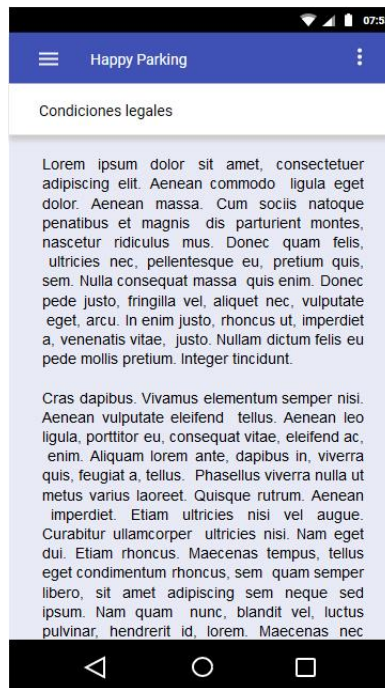 07:5
Happy Parking
Condiciones legales
Lorem ipsum dolor sit amet, consectetuer
adipiscing elit. Aenean commodo ligula eget
dolor. Aenean massa. Cum sociis natoque
penatibus et magnis dis parturient montes,
nascetur ridiculus mus. Donec quam felis,
ultricies nec, pellentesque eu, pretium quis,
sem. Nulla consequat massa quis enim. Donec
pede justo, fringilla vel, aliquet nec, vulputate
eget, arcu. In enim justo, rhoncus ut, imperdiet
a, venenatis vitae, justo. Nullam dictum felis eu
pede mollis pretium. Integer tincidunt.
Cras dapibus. Vivamus elementum semper nisi.
Aenean vulputate eleifend tellus. Aenean leo
ligula, porttitor eu, consequat vitae, eleifend ac,
enim. Aliquam lorem ante, dapibus in, viverra
quis, feugiat a, tellus. Phasellus viverra nulla ut
metus varius laoreet. Quisque rutrum. Aenean
imperdiet. Etiam ultricies nisi vel augue.
Curabitur ullamcorper ultricies nisi. Nam eget
dui. Etiam rhoncus. Maecenas tempus, tellus
eget condimentum rhoncus, sem quam semper
libero, sit amet adipiscing sem neque sed
ipsum. Nam quam nunc, blandit vel, luctus
pulvinar, hendrerit id, lorem. Maecenas nec